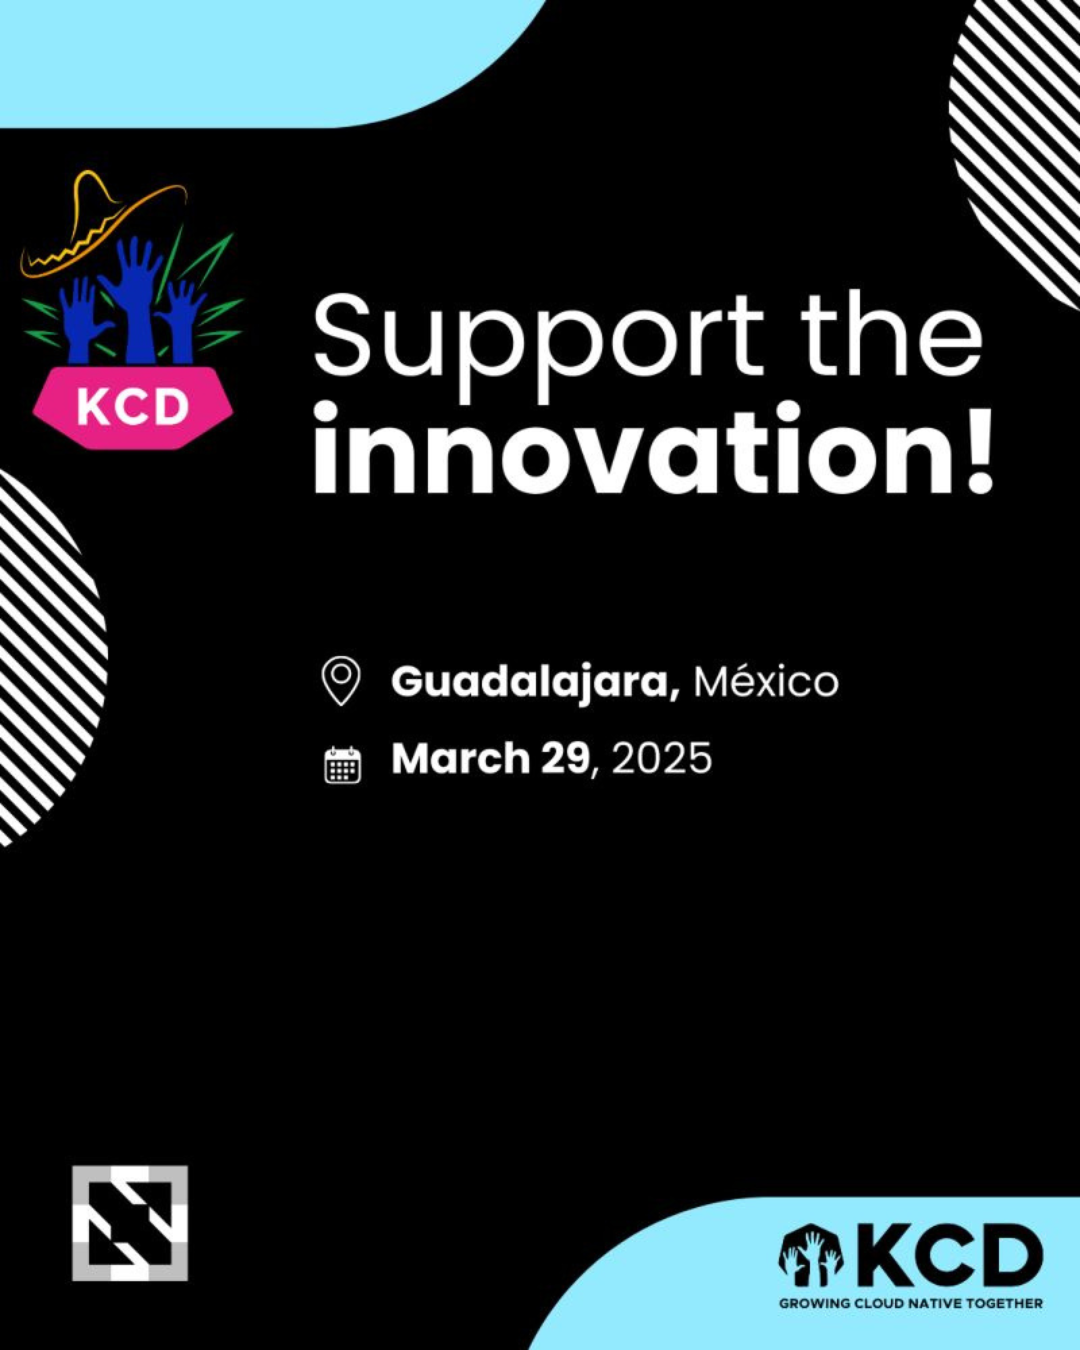 KCD
Support the
innovation!
Guadalajara, México
March 29, 2025
KCD
GROWING CLOUD NATIVE TOGETHER